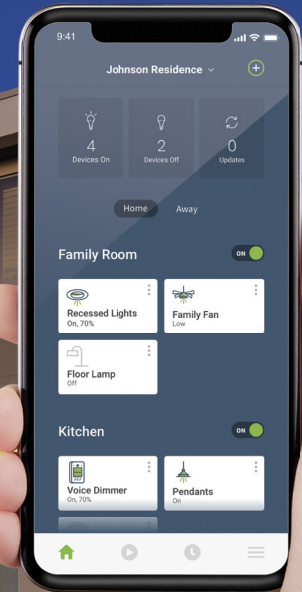 9:41
Johnson Residence
4
Devices On
2
Devices Off
0
Updates
Home
Away
Family Room
ON
Recessed Lights
On, 70%
Family Fan
Low
Floor Lamp
Off
Kitchen
ON
Voice Dimmer
On, 70%
Pendants
On